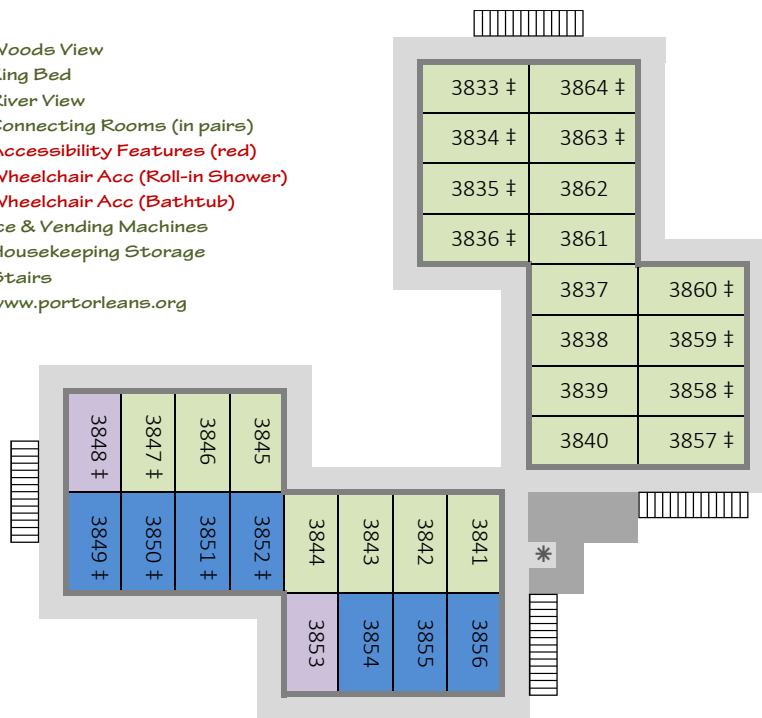 Woods View
King Bed
River View
Connecting Rooms (in pairs)
Accessibility Features (red)
Wheelchair Acc (Roll-in Shower)
Wheelchair Acc (Bathtub)
ce & Vending Machines
Housekeeping Storage
Stairs
www.portorleans.org
3833 ‡ 3864 ‡
3834 ‡ 3863 ‡
3835 ‡ 3862
3836 ‡ 3861
3837 3860 ‡
3838 3859 ‡
3839 3858 ‡
3840 3857 ‡
3848 ‡
3847 ‡
3846
3845
3849 ‡
3850 ‡
3851 ‡
3852 ‡
3844
3843
3842
3841
3853
3854
3855
3856